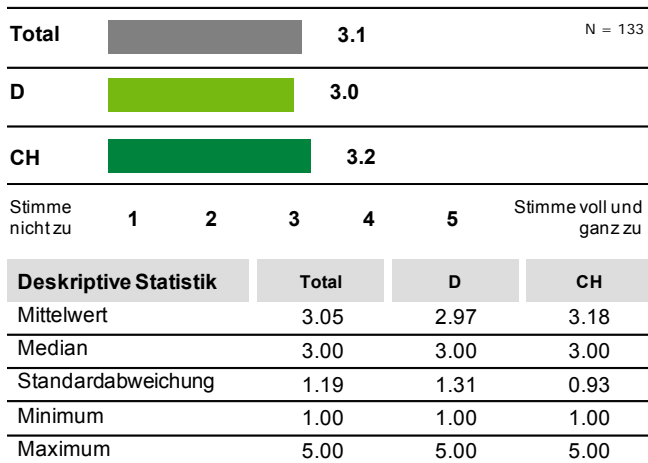 Total 3.1 N = 133
D 3.0
CH 3.2
Stimme nicht zu 1 2 3 4 5 Stimme voll und ganz zu
Deskriptive Statistik Total D CH
Mittelwert 3.05 2.97 3.18
Median 3.00 3.00 3.00
Standardabweichung 1.19 1.31 0.93
Minimum 1.00 1.00 1.00
Maximum 5.00 5.00 5.00